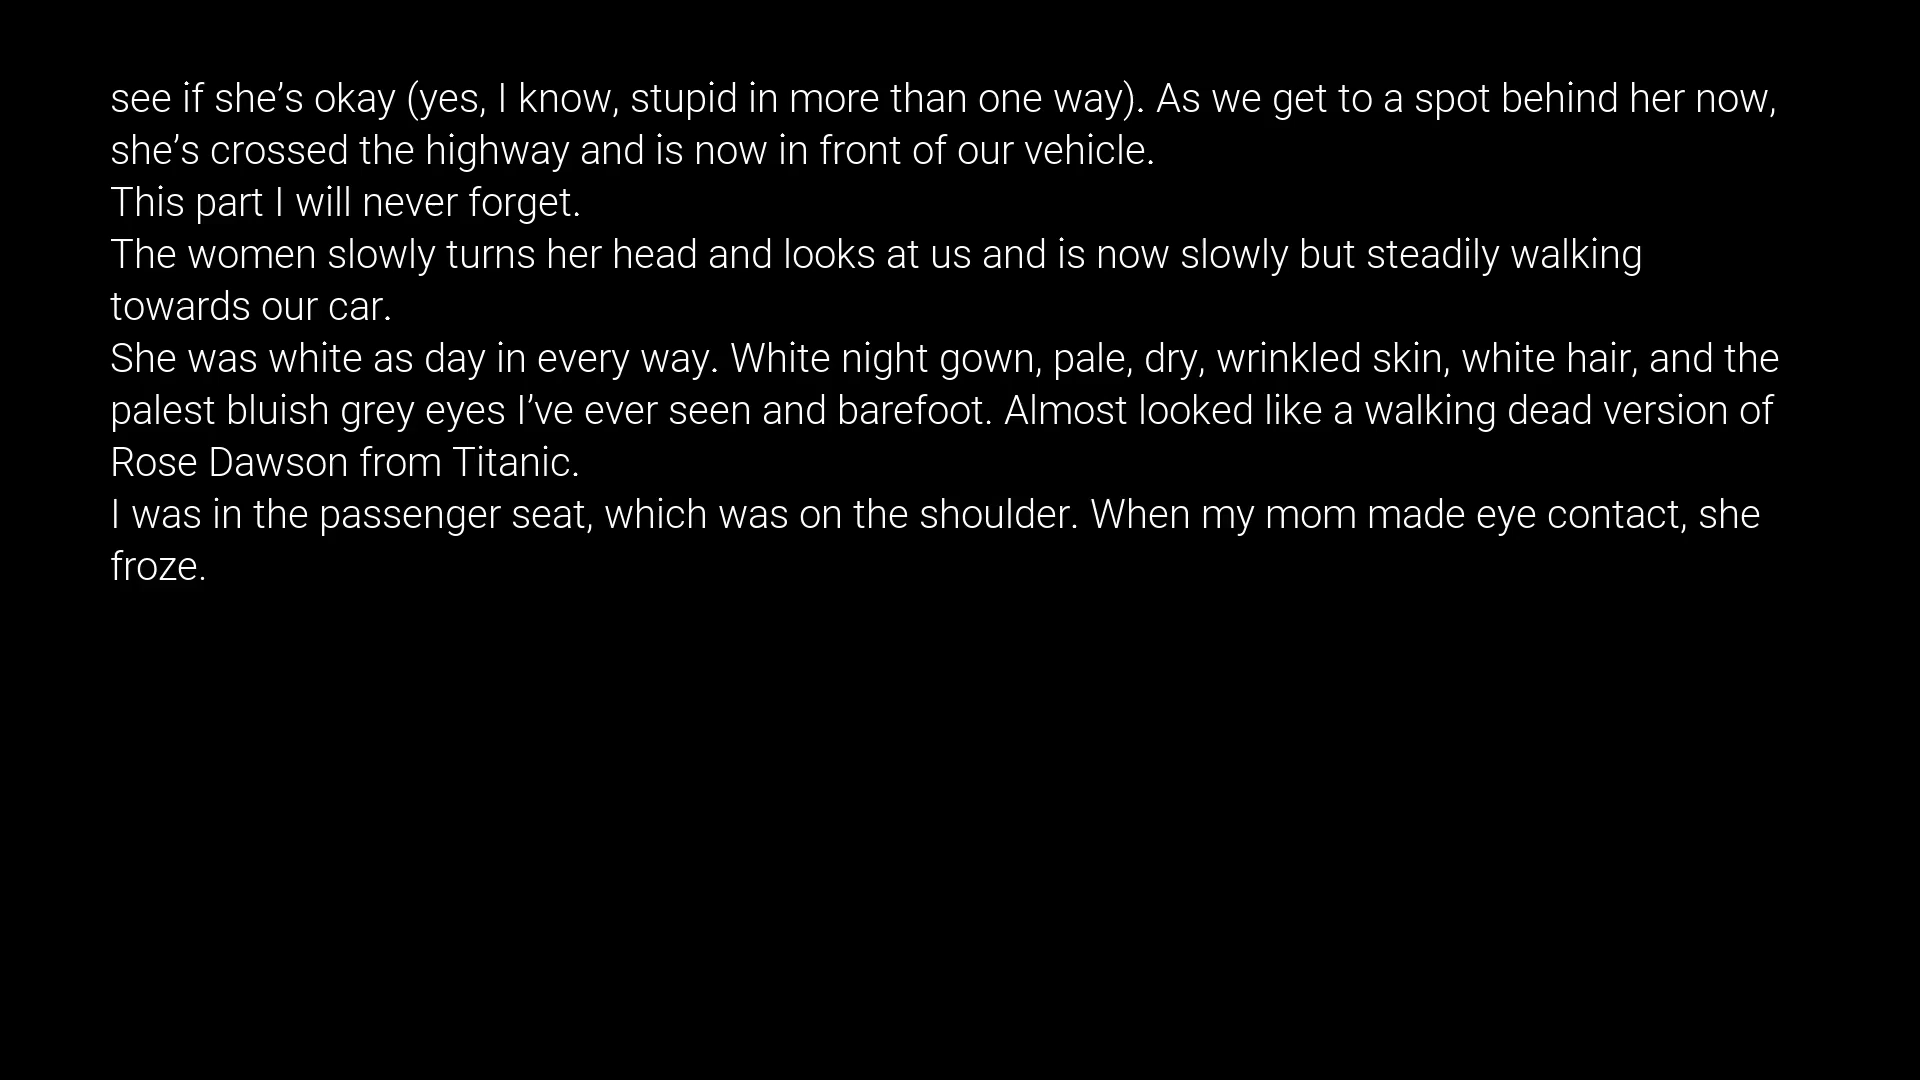 see if she’s okay (yes, I know, stupid in more than one way). As we get to a spot behind her now,
she’s crossed the highway and is now in front of our vehicle.
This part I will never forget.
The women slowly turns her head and looks at us and is now slowly but steadily walking
towards our car.
She was white as day in every way. White night gown, pale, dry, wrinkled skin, white hair, and the
palest bluish grey eyes I’ve ever seen and barefoot. Almost looked like a walking dead version of
Rose Dawson from Titanic.
I was in the passenger seat, which was on the shoulder. When my mom made eye contact, she
froze.